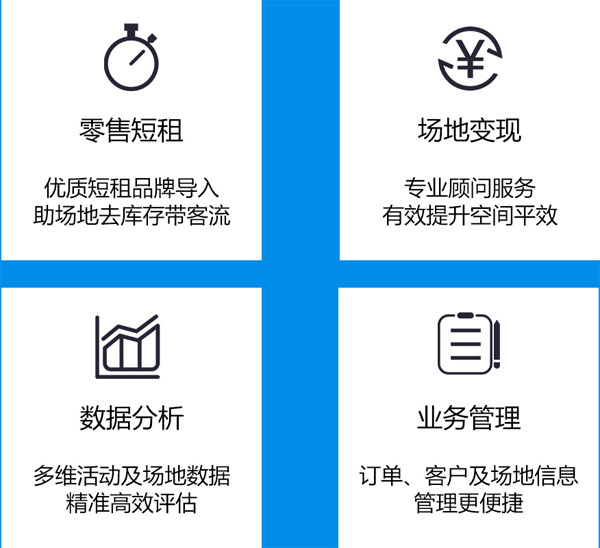 零售短租
优质短租品牌导入
助场地去库存带客流
场地变现
专业顾问服务
有效提升空间平效
数据分析
多维活动及场地数据
精准高效评估
业务管理
订单、客户及场地信息
管理更便捷